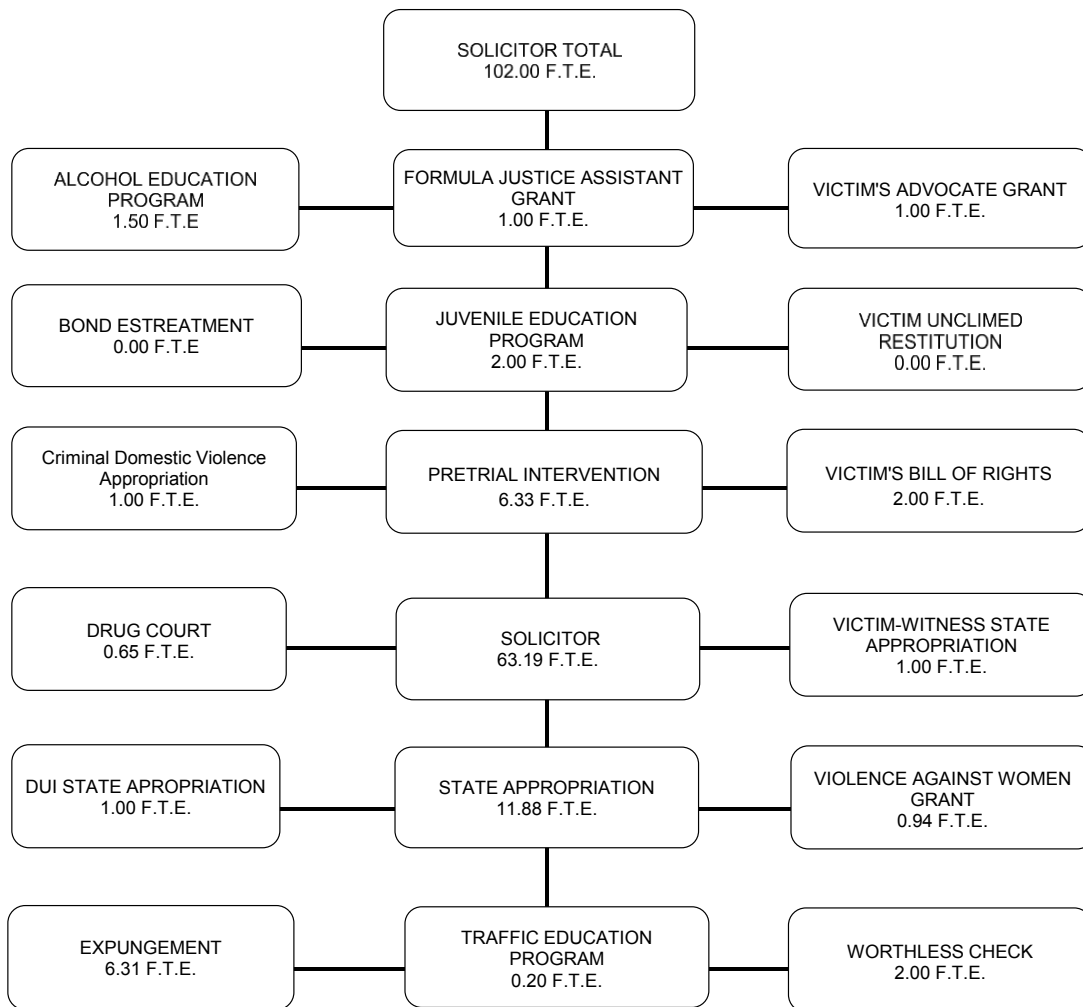 SOLICITOR TOTAL
102.00 F.T.E.
ALCOHOL EDUCATION
PROGRAM
1.50 F.T.E
FORMULA JUSTICE ASSISTANT
GRANT
1.00 F.T.E.
VICTIM'S ADVOCATE GRANT
1.00 F.T.E.
BOND ESTREATMENT
0.00 F.T.E
JUVENILE EDUCATION
PROGRAM
2.00 F.T.E.
VICTIM UNCLIMED
RESTITUTION
0.00 F.T.E.
Criminal Domestic Violence
Appropriation
1.00 F.T.E.
PRETRIAL INTERVENTION
6.33 F.T.E.
VICTIM'S BILL OF RIGHTS
2.00 F.T.E.
DRUG COURT
0.65 F.T.E.
SOLICITOR
63.19 F.T.E.
VICTIM-WITNESS STATE
APPROPRIATION
1.00 F.T.E.
DUI STATE APROPRIATION
1.00 F.T.E.
STATE APPROPRIATION
11.88 F.T.E.
VIOLENCE AGAINST WOMEN
GRANT
0.94 F.T.E.
EXPUNGEMENT
6.31 F.T.E.
TRAFFIC EDUCATION
PROGRAM
0.20 F.T.E.
WORTHLESS CHECK
2.00 F.T.E.